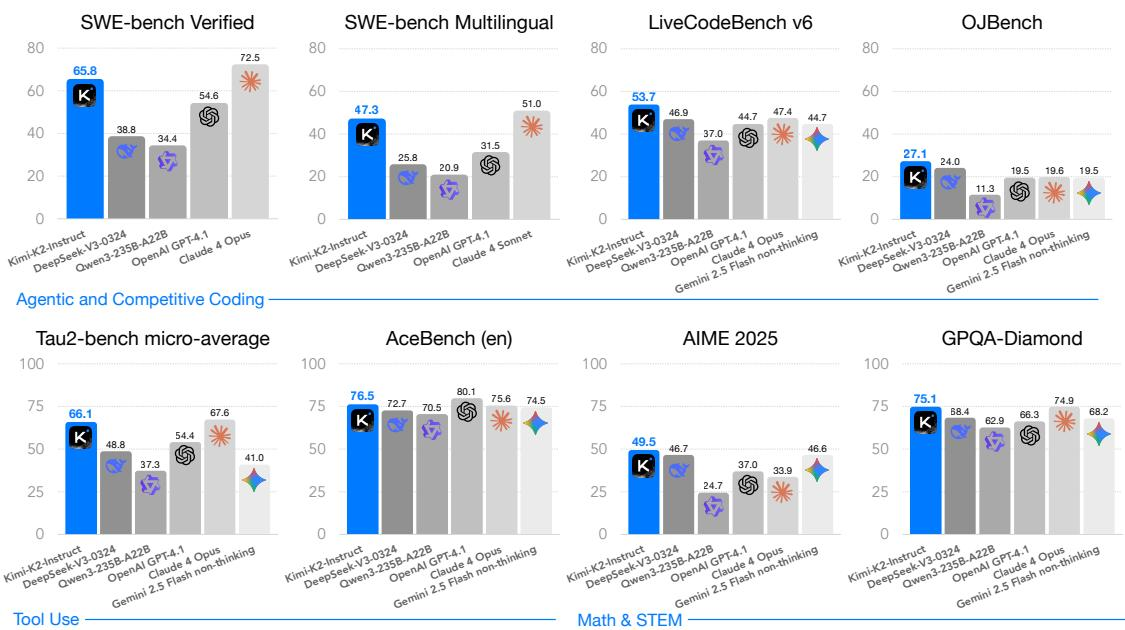 SWE-bench Verified
80
60
40
20
0
65.8
38.8
34.4
54.6
72.5
Kimi-K2-Instruct
DeepSeek-V3-0324
Qwen3-235B-A22B
OpenAI GPT-4.1
Claude 4 Opus
SWE-bench Multilingual
80
60
40
20
0
47.3
25.8
20.9
31.5
51.0
Kimi-K2-Instruct
DeepSeek-V3-0324
Qwen3-235B-A22B
OpenAI GPT-4.1
Claude 4 Sonnet
LiveCodeBench v6
80
60
40
20
0
53.7
46.9
37.0
44.7
47.4
44.7
Kimi-K2-Instruct
DeepSeek-V3-0324
Qwen3-235B-A22B
OpenAI GPT-4.1
Claude 4 Opus
Gemini 2.5 Flash non-thinking
OJBench
80
60
40
20
0
27.1
24.0
11.3
19.5
19.6
19.5
Kimi-K2-Instruct
DeepSeek-V3-0324
Qwen3-235B-A22B
OpenAI GPT-4.1
Claude 4 Opus
Gemini 2.5 Flash non-thinking
Agentic and Competitive Coding
Tau2-bench micro-average
100
75
50
25
0
66.1
48.8
37.3
54.4
67.6
41.0
Kimi-K2-Instruct
DeepSeek-V3-0324
Qwen3-235B-A22B
OpenAI GPT-4.1
Claude 4 Opus
Gemini 2.5 Flash non-thinking
AceBench (en)
100
75
50
25
0
76.5
72.7
70.5
80.1
75.6
74.5
Kimi-K2-Instruct
DeepSeek-V3-0324
Qwen3-235B-A22B
OpenAI GPT-4.1
Claude 4 Opus
Gemini 2.5 Flash non-thinking
AIME 2025
100
75
50
25
0
49.5
46.7
24.7
37.0
33.9
46.6
Kimi-K2-Instruct
DeepSeek-V3-0324
Qwen3-235B-A22B
OpenAI GPT-4.1
Claude 4 Opus
Gemini 2.5 Flash non-thinking
GPQA-Diamond
100
75
50
25
0
75.1
68.4
62.9
66.3
74.9
68.2
Kimi-K2-Instruct
DeepSeek-V3-0324
Qwen3-235B-A22B
OpenAI GPT-4.1
Claude 4 Opus
Gemini 2.5 Flash non-thinking
Tool Use
Math & STEM